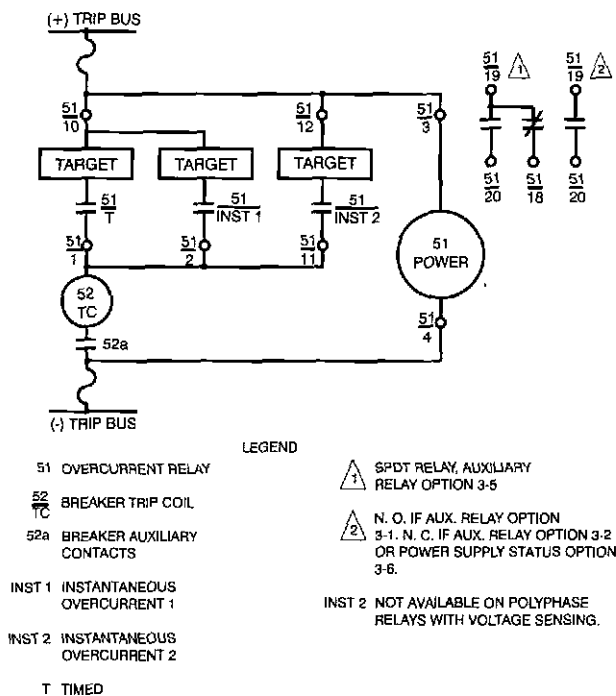 (+) TRIP BUS
51
10
51
12
51
3
51
19
1
51
19
2
TARGET
TARGET
TARGET
51
T
51
INST 1
51
INST 2
51
20
51
18
51
20
51
1
51
2
51
11
51
POWER
52
TC
52a
51
4
(-) TRIP BUS
LEGEND
51 OVERCURRENT RELAY
52
TC BREAKER TRIP COIL
52a BREAKER AUXILIARY
CONTACTS
INST 1 INSTANTANEOUS
OVERCURRENT 1
INST 2 INSTANTANEOUS
OVERCURRENT 2
T TIMED
1 SPDT RELAY, AUXILIARY
RELAY OPTION 3-5
2 N. O. IF AUX. RELAY OPTION
3-1. N. C. IF AUX. RELAY OPTION 3-2
OR POWER SUPPLY STATUS OPTION
3-6.
INST 2 NOT AVAILABLE ON POLYPHASE
RELAYS WITH VOLTAGE SENSING.